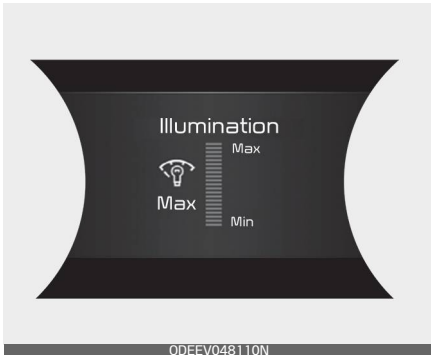 Illumination
Max
Max
Min
ODEEV048110N